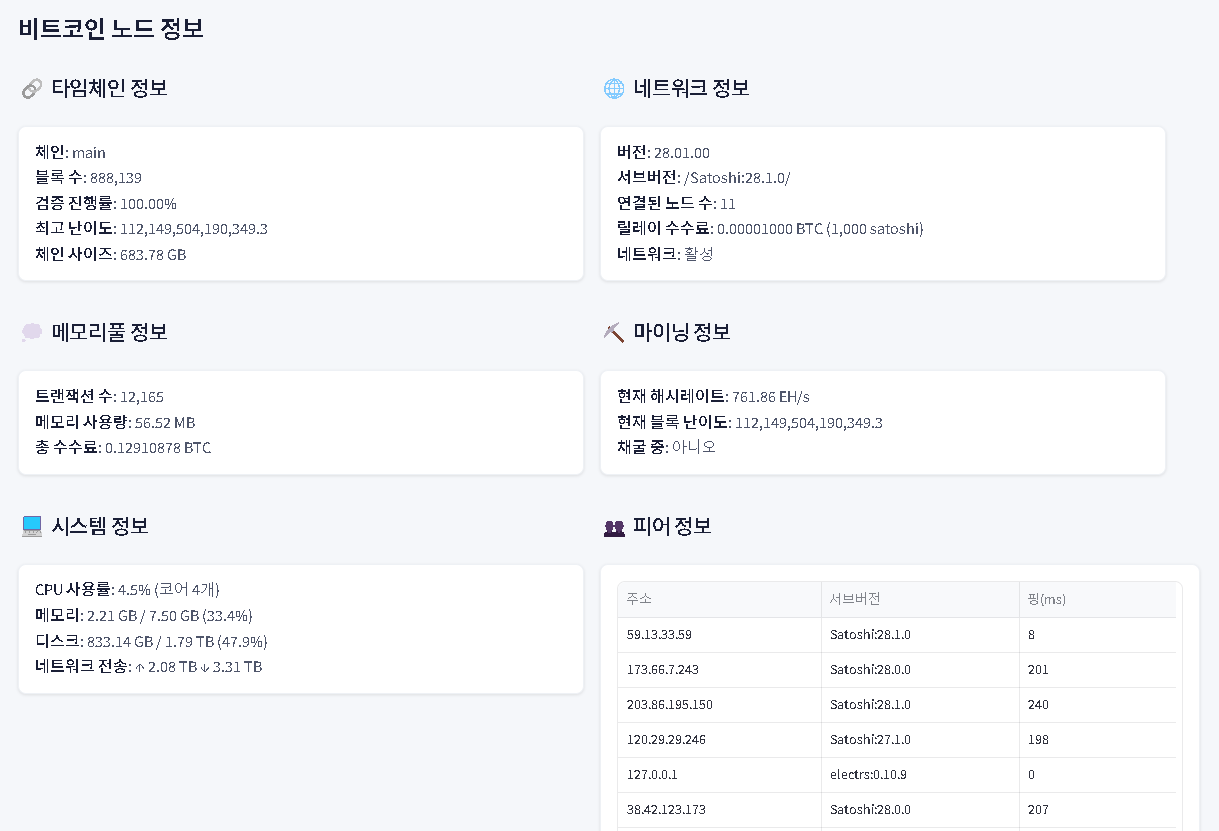 비트코인 노드 정보
타임체인 정보
체인: main
블록 수: 888,139
검증 진행률: 100.00%
최고 난이도: 112,149,504,190,349.3
체인 사이즈: 683.78 GB
네트워크 정보
버전: 28.01.00
서브버전: /Satoshi:28.1.0/
연결된 노드 수: 11
릴레이 수수료: 0.00001000 BTC (1,000 satoshi)
네트워크: 활성
메모리풀 정보
트랜잭션 수: 12,165
메모리 사용량: 56.52 MB
총 수수료: 0.12910878 BTC
마이닝 정보
현재 해시레이트: 761.86 EH/s
현재 블록 난이도: 112,149,504,190,349.3
채굴 중: 아니오
시스템 정보
CPU 사용률: 4.5% (코어 4개)
메모리: 2.21 GB / 7.50 GB (33.4%)
디스크: 833.14 GB / 1.79 TB (47.9%)
네트워크 전송: ↑ 2.08 TB ↓ 3.31 TB
피어 정보
주소 서브버전 핑(ms)
59.13.33.59 Satoshi:28.1.0 8
173.66.7.243 Satoshi:28.0.0 201
203.86.195.150 Satoshi:28.1.0 240
120.29.29.246 Satoshi:27.1.0 198
127.0.0.1 electrs:0.10.9 0
38.42.123.173 Satoshi:28.0.0 207